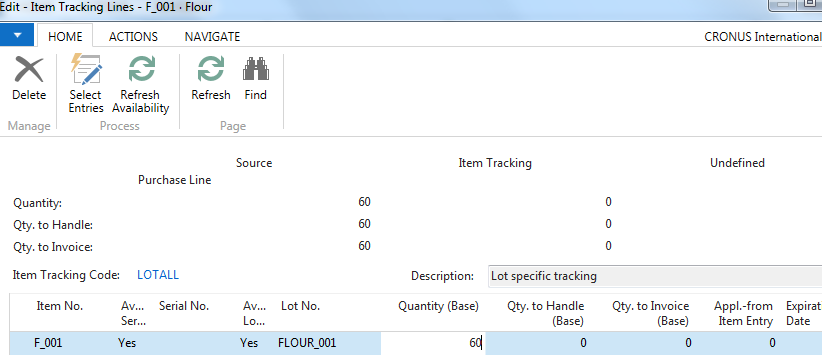 Edit - Item Tracking Lines - F_001 · Flour
HOME ACTIONS NAVIGATE CRONUS International
Delete Select Entries Refresh Availability Refresh Find
Manage Process Page
Source Item Tracking Undefined
Purchase Line
Quantity: 60 0
Qty. to Handle: 60 0
Qty. to Invoice: 60 0
Item Tracking Code: LOTALL Description: Lot specific tracking
Item No. Av... Ser... Serial No. Av... Lo... Lot No. Quantity (Base) Qty. to Handle (Base) Qty. to Invoice (Base) Appl.-from Item Entry Expirat Date
F_001 Yes Yes FLOUR_001 60 0 0 0